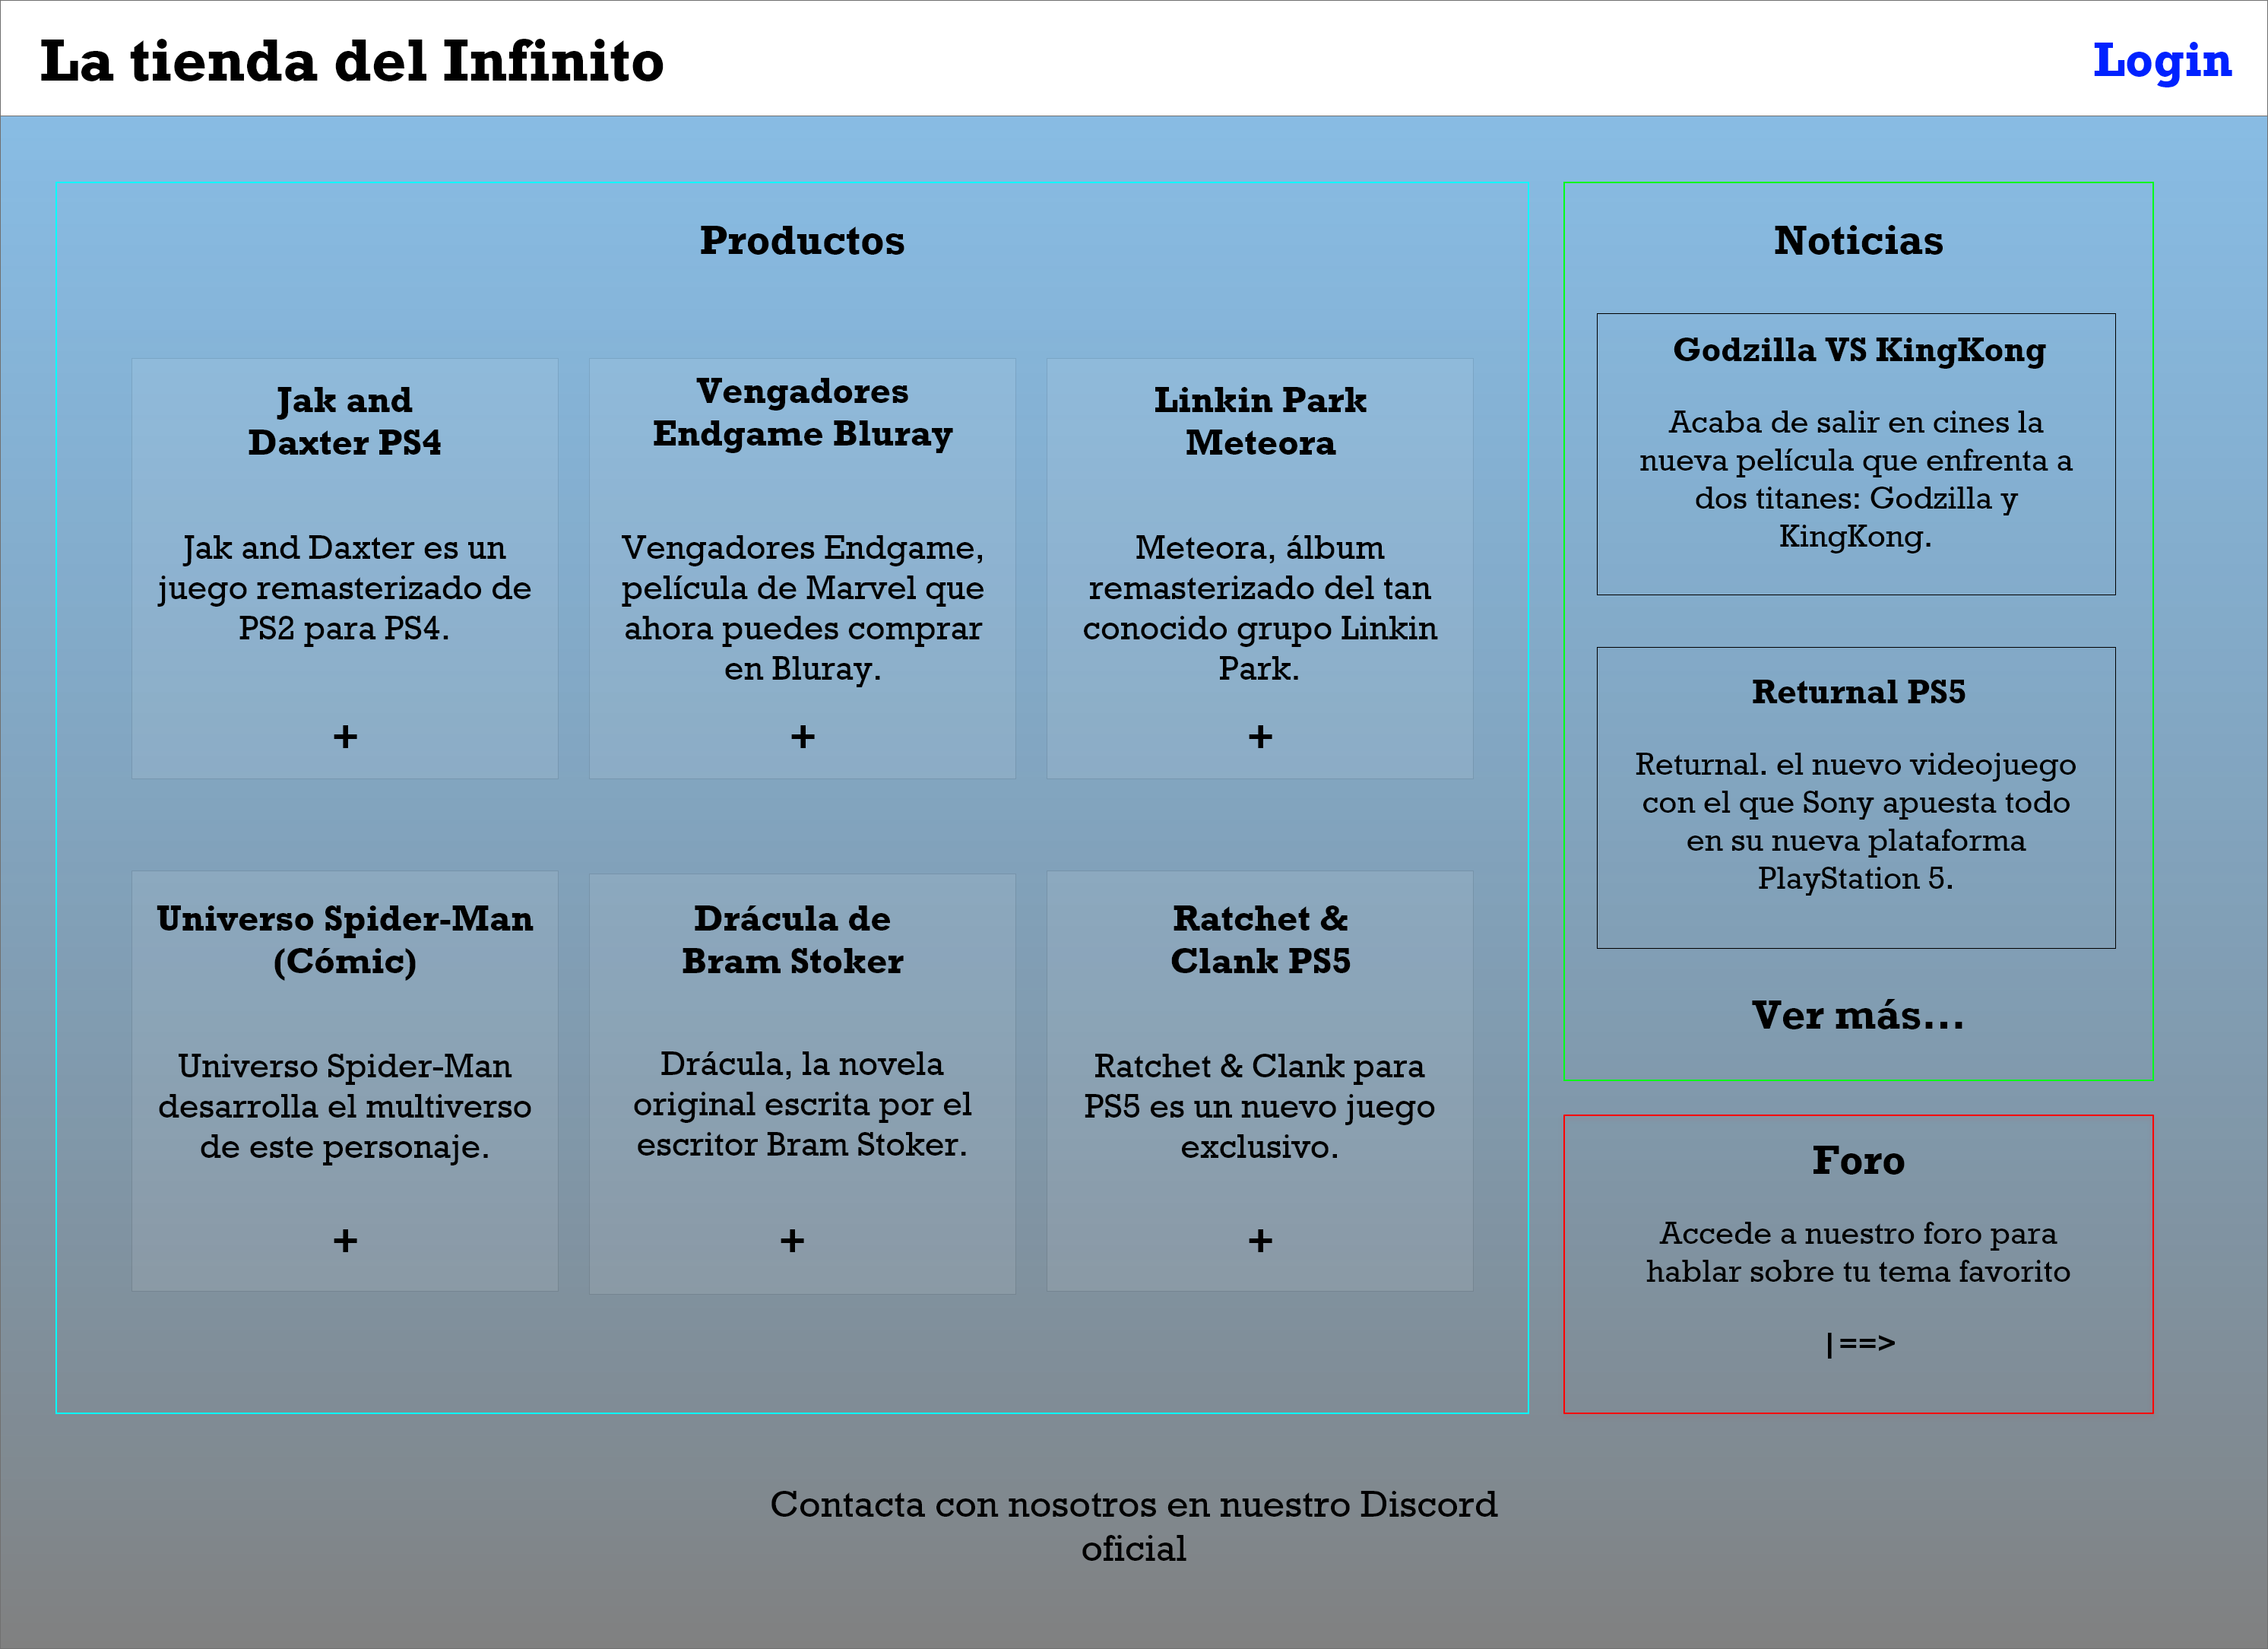 La tienda del Infinito
Login
Productos
Jak and
Daxter PS4
Jak and Daxter es un
juego remasterizado de
PS2 para PS4.
+
Vengadores
Endgame Bluray
Vengadores Endgame,
película de Marvel que
ahora puedes comprar
en Bluray.
+
Linkin Park
Meteora
Meteora, álbum
remasterizado del tan
conocido grupo Linkin
Park.
+
Universo Spider-Man
(Cómic)
Universo Spider-Man
desarrolla el multiverso
de este personaje.
+
Drácula de
Bram Stoker
Drácula, la novela
original escrita por el
escritor Bram Stoker.
+
Ratchet &
Clank PS5
Ratchet & Clank para
PS5 es un nuevo juego
exclusivo.
+
Noticias
Godzilla VS KingKong
Acaba de salir en cines la
nueva película que enfrenta a
dos titanes: Godzilla y
KingKong.
Returnal PS5
Returnal. el nuevo videojuego
con el que Sony apuesta todo
en su nueva plataforma
PlayStation 5.
Ver más...
Foro
Accede a nuestro foro para
hablar sobre tu tema favorito
|==>
Contacta con nosotros en nuestro Discord
oficial